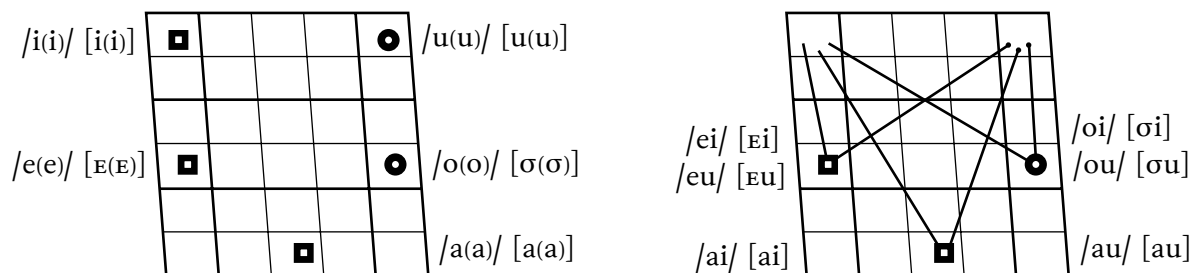 /i(i)/ [i(i)]
/u(u)/ [u(u)]
/e(e)/ [ᴇ(ᴇ)]
/o(o)/ [σ(σ)]
/a(a)/ [a(a)]
/ei/ [ᴇi]
/eu/ [ᴇu]
/oi/ [σi]
/ou/ [σu]
/ai/ [ai]
/au/ [au]